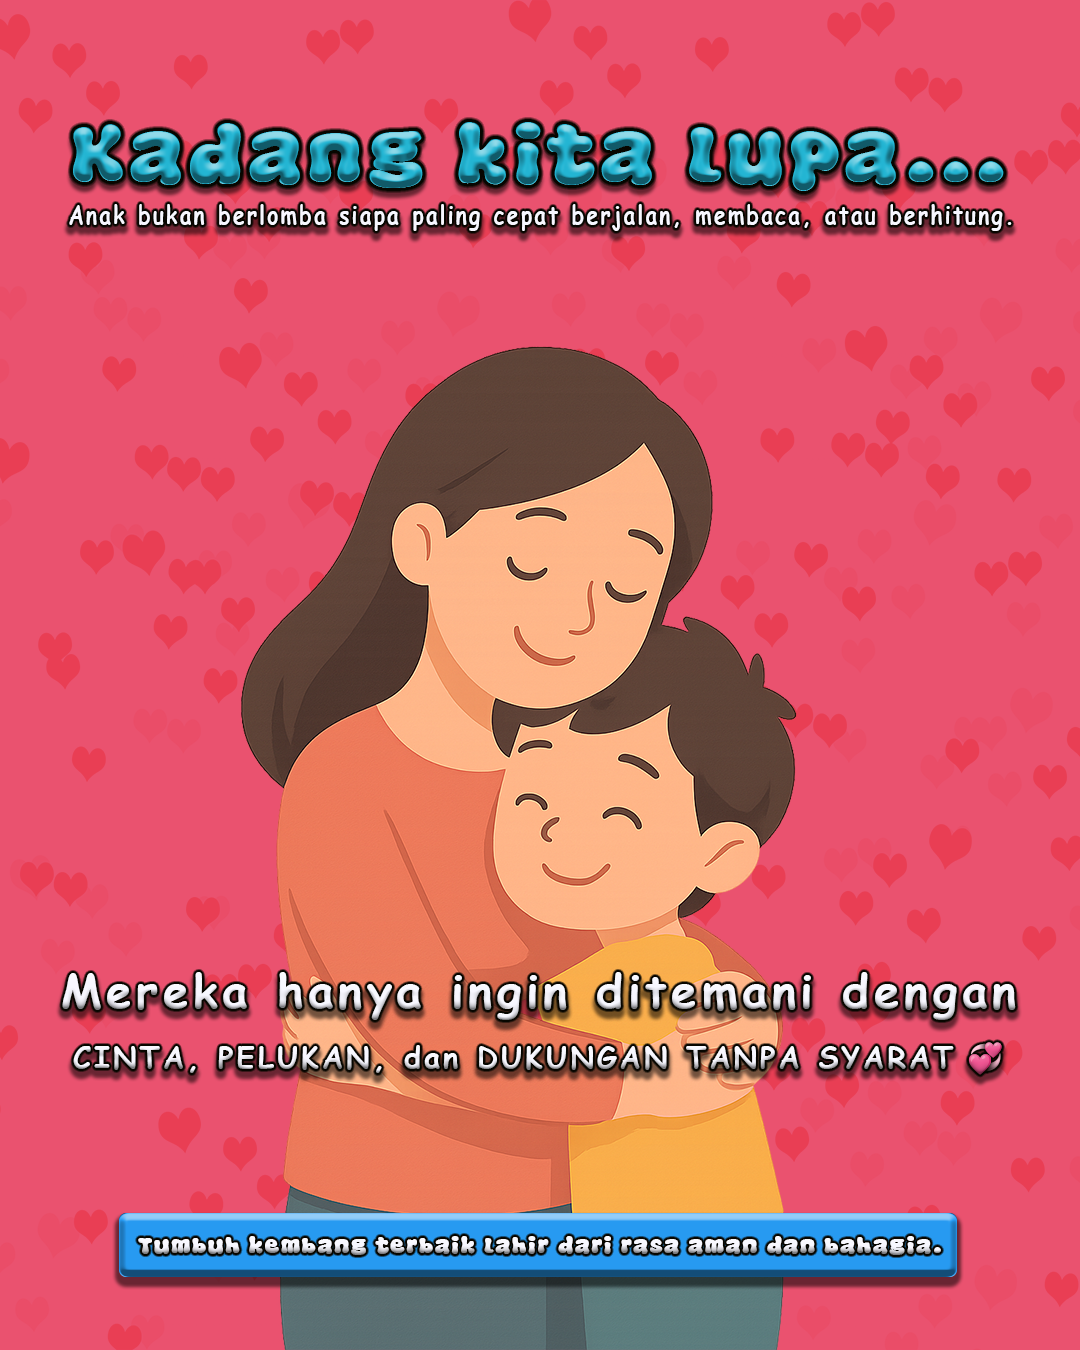 Kadang kita lupa...
Anak bukan berlomba siapa paling cepat berjalan, membaca, atau berhitung.
Mereka hanya ingin ditemani dengan
CINTA, PELUKAN, dan DUKUNGAN TANPA SYARAT 💞
Tumbuh kembang terbaik lahir dari rasa aman dan bahagia.